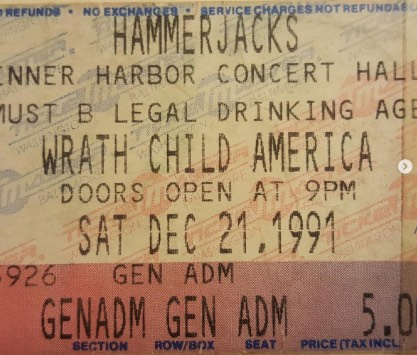 NO REFUNDS • NO EXCHANGES • SERVICE CHARGES NOT REFUNDABLE
HAMMERJACKS
INNER HARBOR CONCERT HALL
MUST B LEGAL DRINKING AGE
WRATH CHILD AMERICA
DOORS OPEN AT 9PM
SAT DEC 21,1991
5926 GEN ADM
GENADM GEN ADM 5.00
SECTION ROW/BOX SEAT PRICE (TAX INCL.